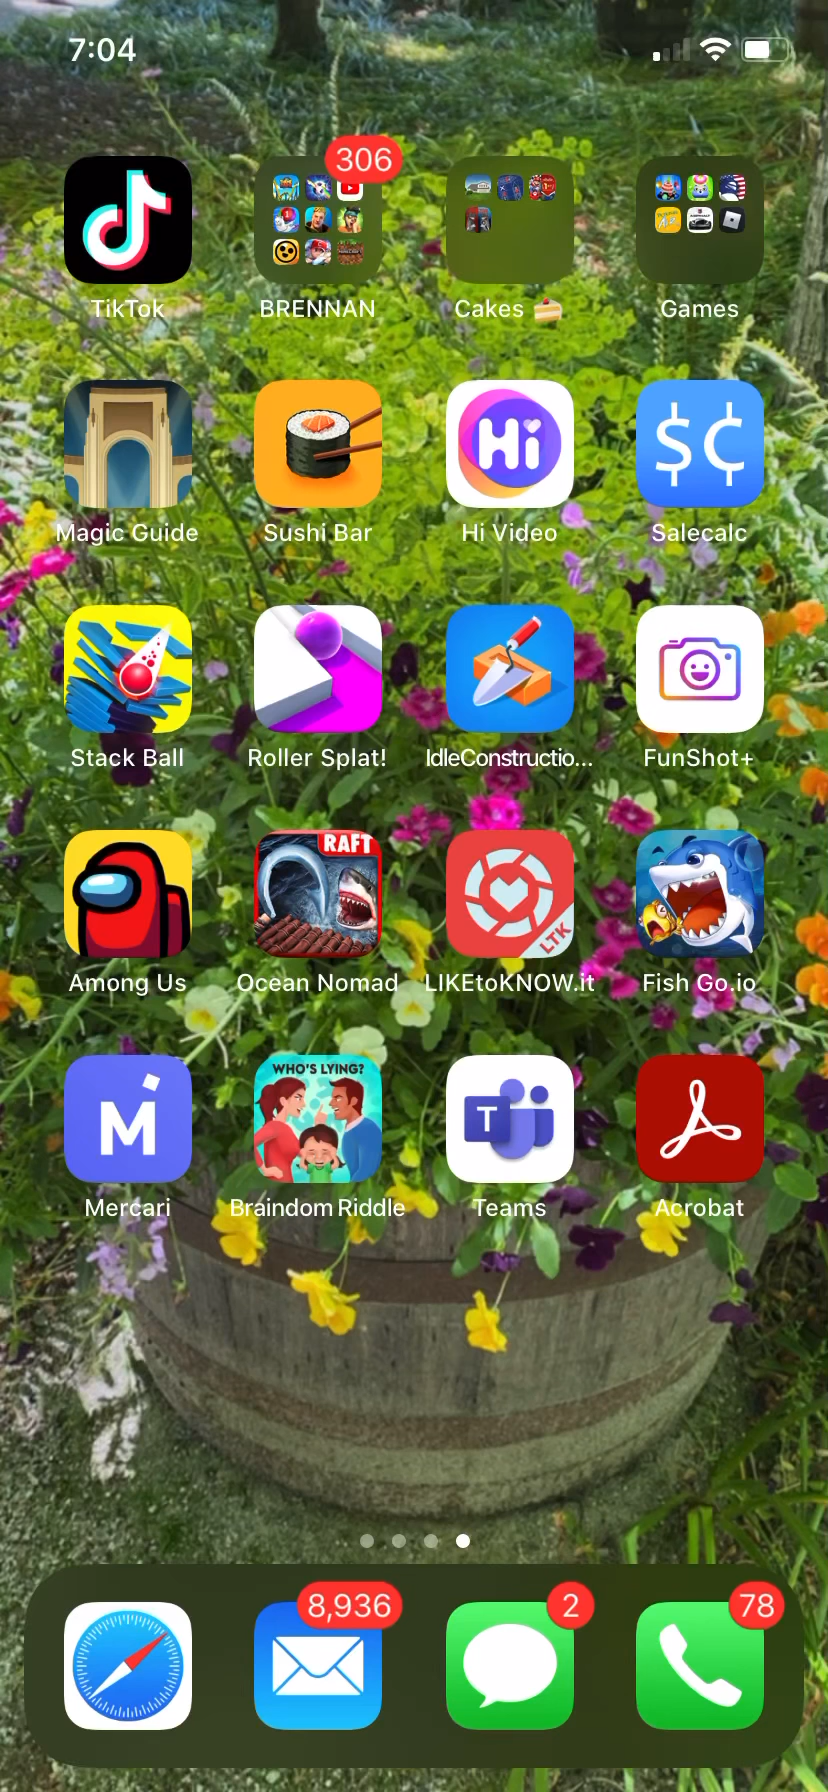 7:04
306
TikTok
BRENNAN
Cakes 🍰
Games
Hi
$¢
Magic Guide
Sushi Bar
Hi Video
Salecalc
Stack Ball
Roller Splat!
IdleConstructio...
FunShot+
RAFT
LTK
Among Us
Ocean Nomad
LIKEtoKNOW.it
Fish Go.io
M
WHO'S LYING?
T
Mercari
Braindom Riddle
Teams
Acrobat
8,936
2
78